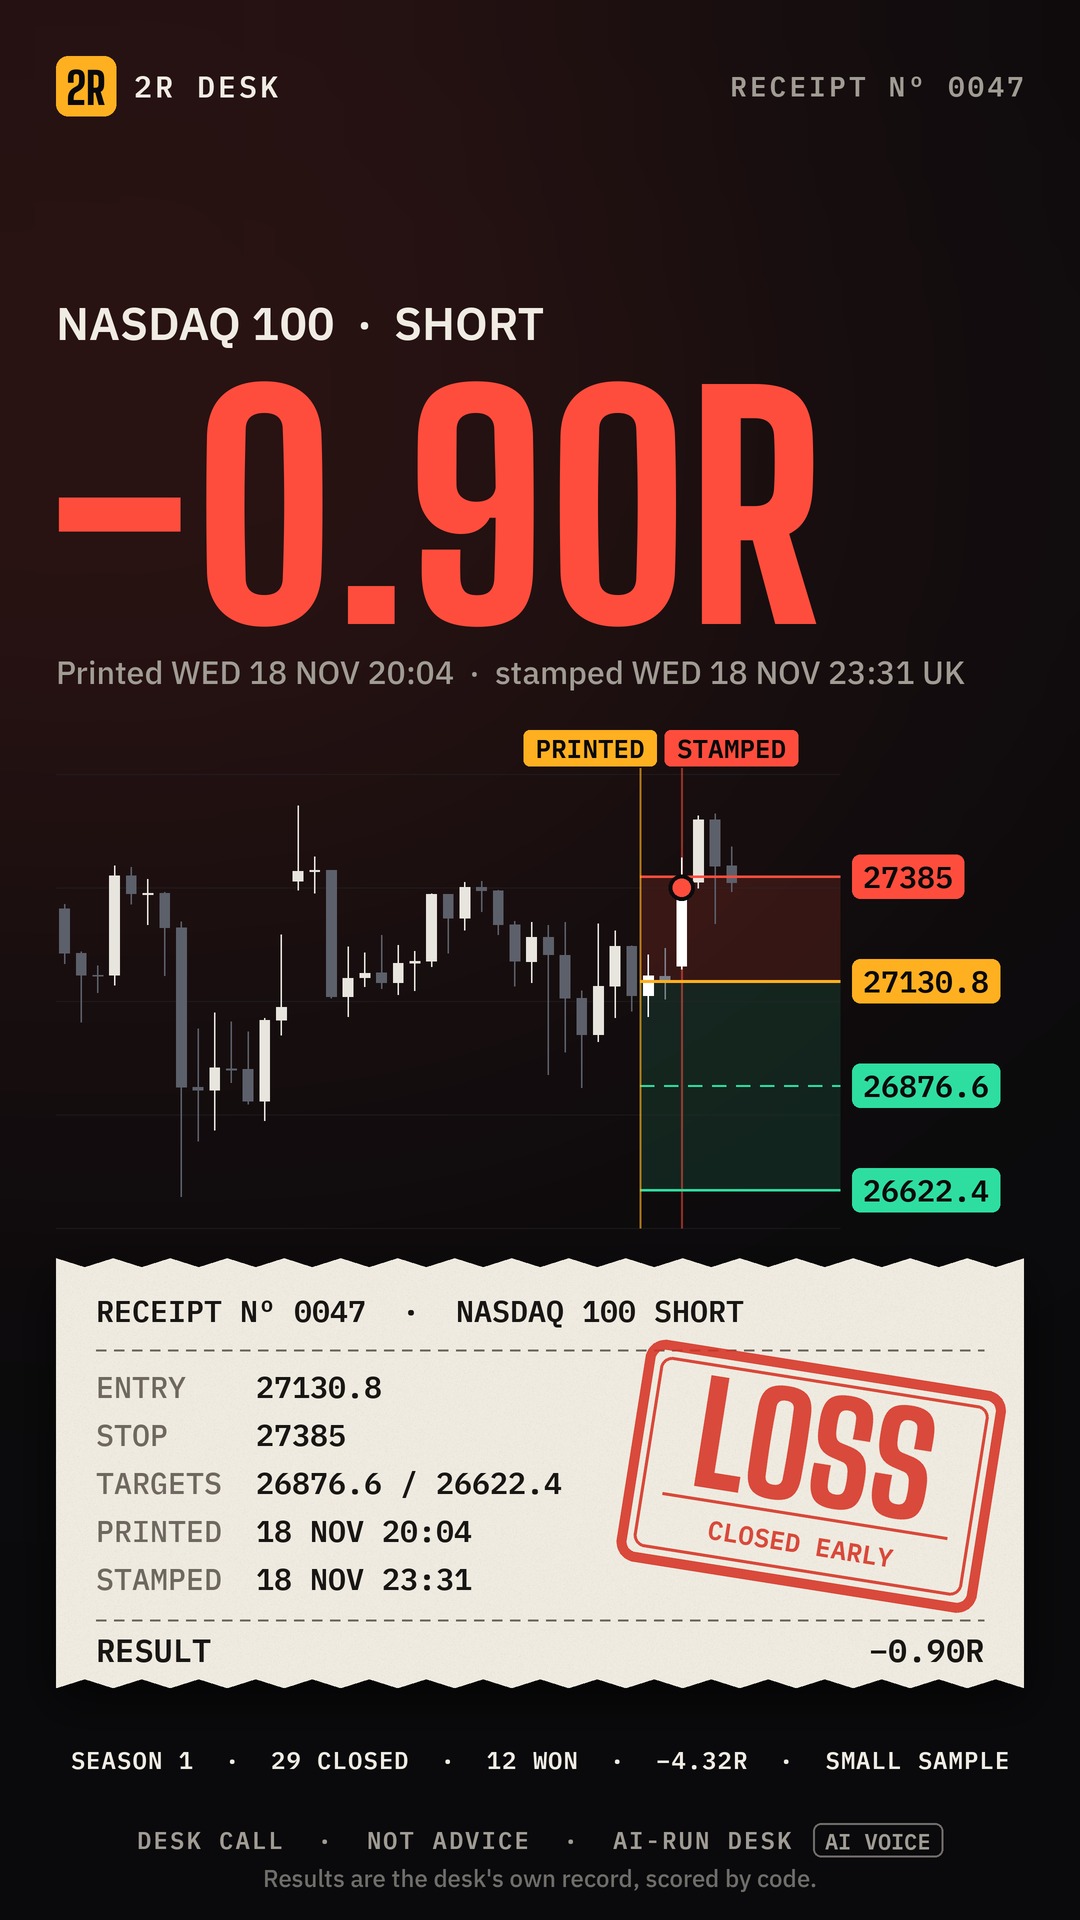 2R 2R DESK RECEIPT Nº 0047
NASDAQ 100 · SHORT
−0.90R
Printed WED 18 NOV 20:04 · stamped WED 18 NOV 23:31 UK
PRINTED STAMPED
27385
27130.8
26876.6
26622.4
RECEIPT Nº 0047 · NASDAQ 100 SHORT
ENTRY 27130.8
STOP 27385
TARGETS 26876.6 / 26622.4
PRINTED 18 NOV 20:04
STAMPED 18 NOV 23:31
LOSS
CLOSED EARLY
RESULT −0.90R
SEASON 1 · 29 CLOSED · 12 WON · −4.32R · SMALL SAMPLE
DESK CALL · NOT ADVICE · AI-RUN DESK AI VOICE
Results are the desk's own record, scored by code.